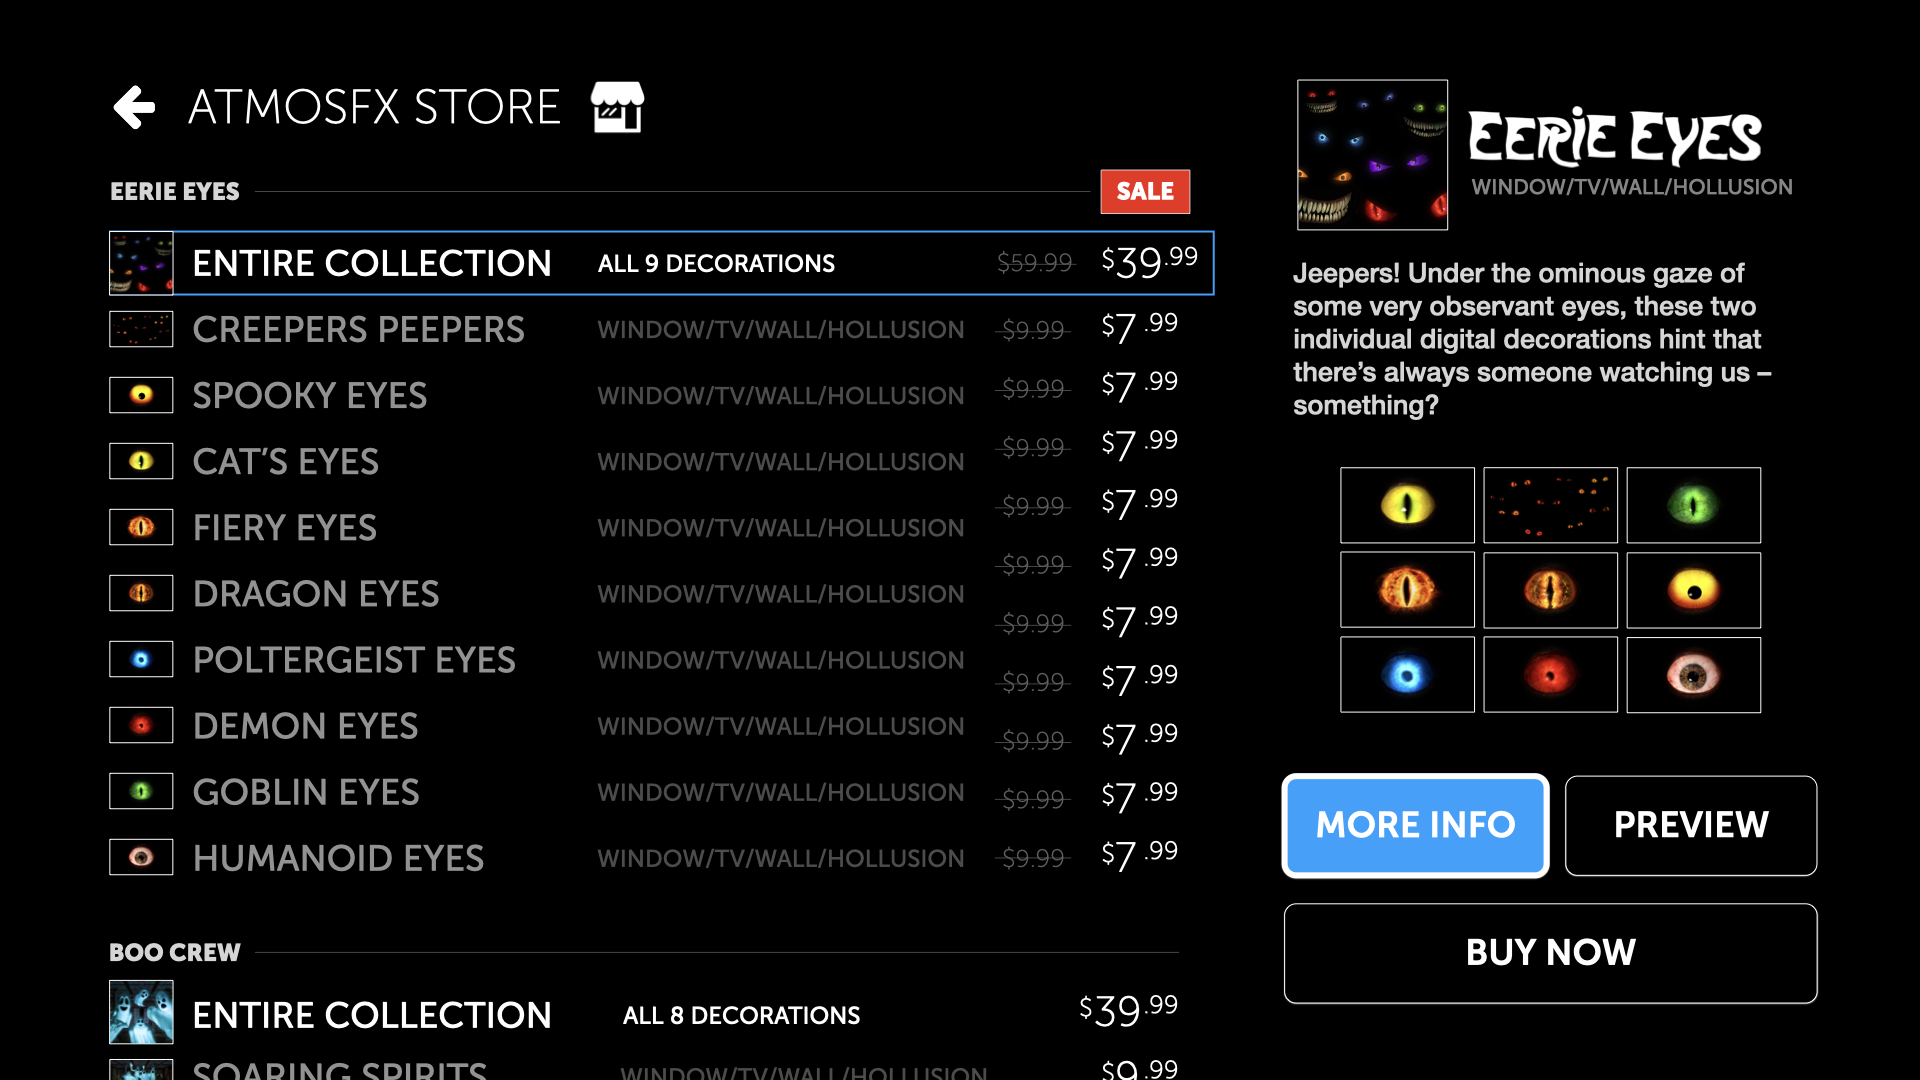 ATMOSFX STORE
EERIE EYES
SALE
ENTIRE COLLECTION ALL 9 DECORATIONS $59.99 $39.99
CREEPERS PEEPERS WINDOW/TV/WALL/HOLLUSION $9.99 $7.99
SPOOKY EYES WINDOW/TV/WALL/HOLLUSION $9.99 $7.99
CAT’S EYES WINDOW/TV/WALL/HOLLUSION $9.99 $7.99
FIERY EYES WINDOW/TV/WALL/HOLLUSION $9.99 $7.99
DRAGON EYES WINDOW/TV/WALL/HOLLUSION $9.99 $7.99
POLTERGEIST EYES WINDOW/TV/WALL/HOLLUSION $9.99 $7.99
DEMON EYES WINDOW/TV/WALL/HOLLUSION $9.99 $7.99
GOBLIN EYES WINDOW/TV/WALL/HOLLUSION $9.99 $7.99
HUMANOID EYES WINDOW/TV/WALL/HOLLUSION $9.99 $7.99
$9.99 $7.99
BOO CREW
ENTIRE COLLECTION ALL 8 DECORATIONS $39.99
SOARING SPIRITS WINDOW/TV/WALL/HOLLUSION $9.99
EERIE EYES
WINDOW/TV/WALL/HOLLUSION
Jeepers! Under the ominous gaze of
some very observant eyes, these two
individual digital decorations hint that
there’s always someone watching us –
something?
MORE INFO
PREVIEW
BUY NOW